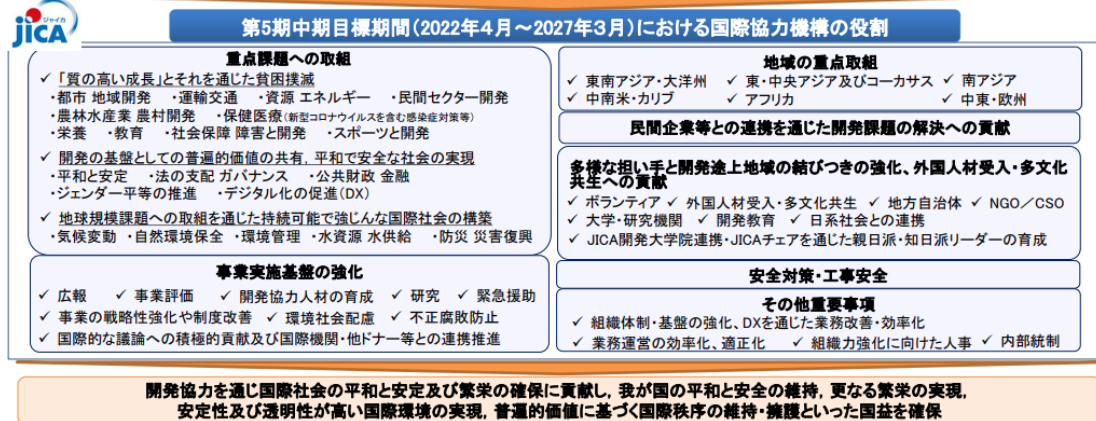 ジャイカ
JICA
第5期中期目標期間(2022年4月~2027年3月)における国際協力機構の役割
重点課題への取組
✓ 「質の高い成長」とそれを通じた貧困撲滅
・都市 地域開発 ・運輸交通 ・資源 エネルギー ・民間セクター開発
・農林水産業 農村開発 ・保健医療(新型コロナウイルスを含む感染症対策等)
・栄養 ・教育 ・社会保障 障害と開発 ・スポーツと開発
✓ 開発の基盤としての普遍的価値の共有, 平和で安全な社会の実現
・平和と安定 ・法の支配 ガバナンス ・公共財政 金融
・ジェンダー平等の推進 ・デジタル化の促進(DX)
✓ 地球規模課題への取組を通じた持続可能で強じんな国際社会の構築
・気候変動 ・自然環境保全 ・環境管理 ・水資源 水供給 ・防災 災害復興
事業実施基盤の強化
✓ 広報 ✓ 事業評価 ✓ 開発協力人材の育成 ✓ 研究 ✓ 緊急援助
✓ 事業の戦略性強化や制度改善 ✓ 環境社会配慮 ✓ 不正腐敗防止
✓ 国際的な議論への積極的貢献及び国際機関・他ドナー等との連携推進
地域の重点取組
✓ 東南アジア・大洋州 ✓ 東・中央アジア及びコーカサス ✓ 南アジア
✓ 中南米・カリブ ✓ アフリカ ✓ 中東・欧州
民間企業等との連携を通じた開発課題の解決への貢献
多様な担い手と開発途上地域の結びつきの強化、外国人材受入・多文化
共生への貢献
✓ ボランティア ✓ 外国人材受入・多文化共生 ✓ 地方自治体 ✓ NGO/CSO
✓ 大学・研究機関 ✓ 開発教育 ✓ 日系社会との連携
✓ JICA開発大学院連携・JICAチェアを通じた親日派・知日派リーダーの育成
安全対策・工事安全
その他重要事項
✓ 組織体制・基盤の強化、DXを通じた業務改善・効率化
✓ 業務運営の効率化、適正化 ✓ 組織力強化に向けた人事 ✓ 内部統制
開発協力を通じ国際社会の平和と安定及び繁栄の確保に貢献し, 我が国の平和と安全の維持, 更なる繁栄の実現,
安定性及び透明性が高い国際環境の実現, 普遍的価値に基づく国際秩序の維持・擁護といった国益を確保